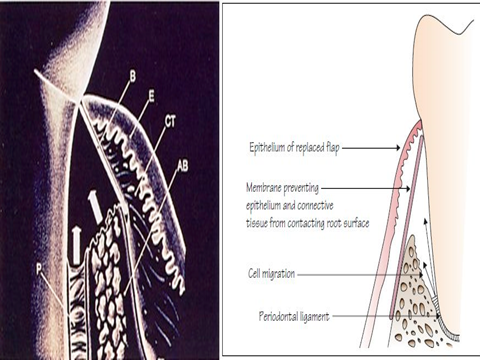 B
E
CT
AB
P
Epithelium of replaced flap
Membrane preventing
epithelium and connective
tissue from contacting root surface
Cell migration
Periodontal ligament